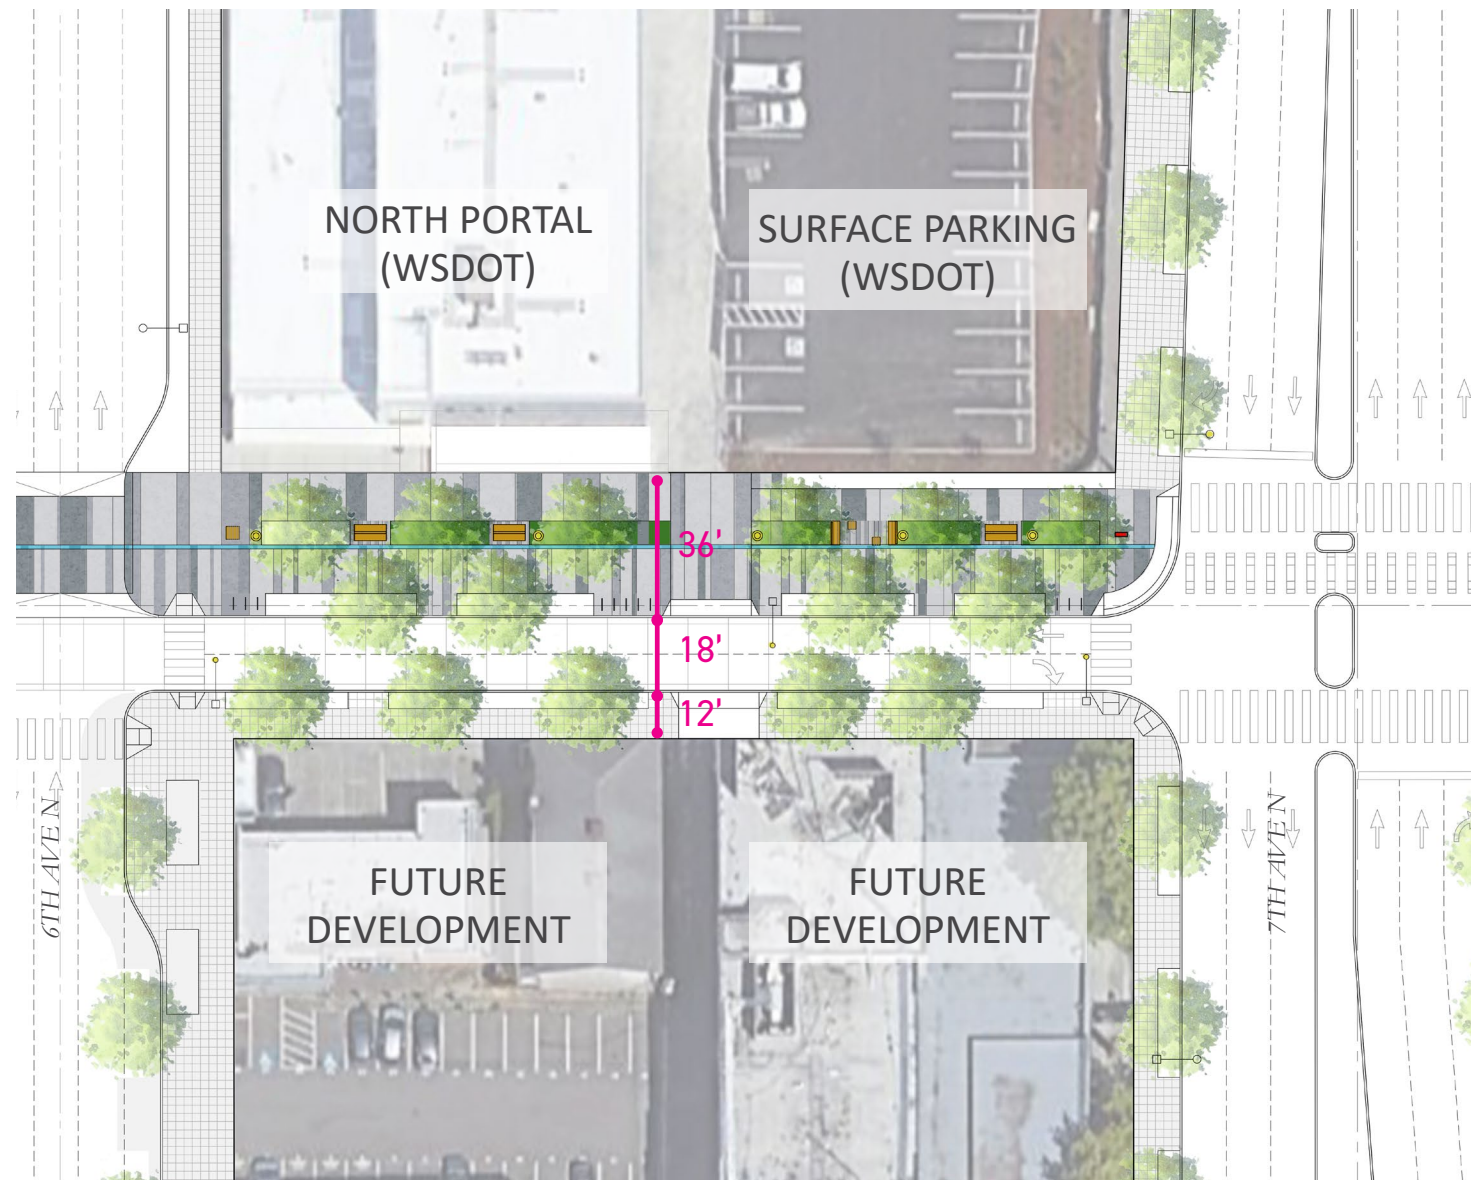 NORTH PORTAL
(WSDOT)
SURFACE PARKING
(WSDOT)
36'
18'
12'
6TH AVE N
7TH AVE N
FUTURE
DEVELOPMENT
FUTURE
DEVELOPMENT